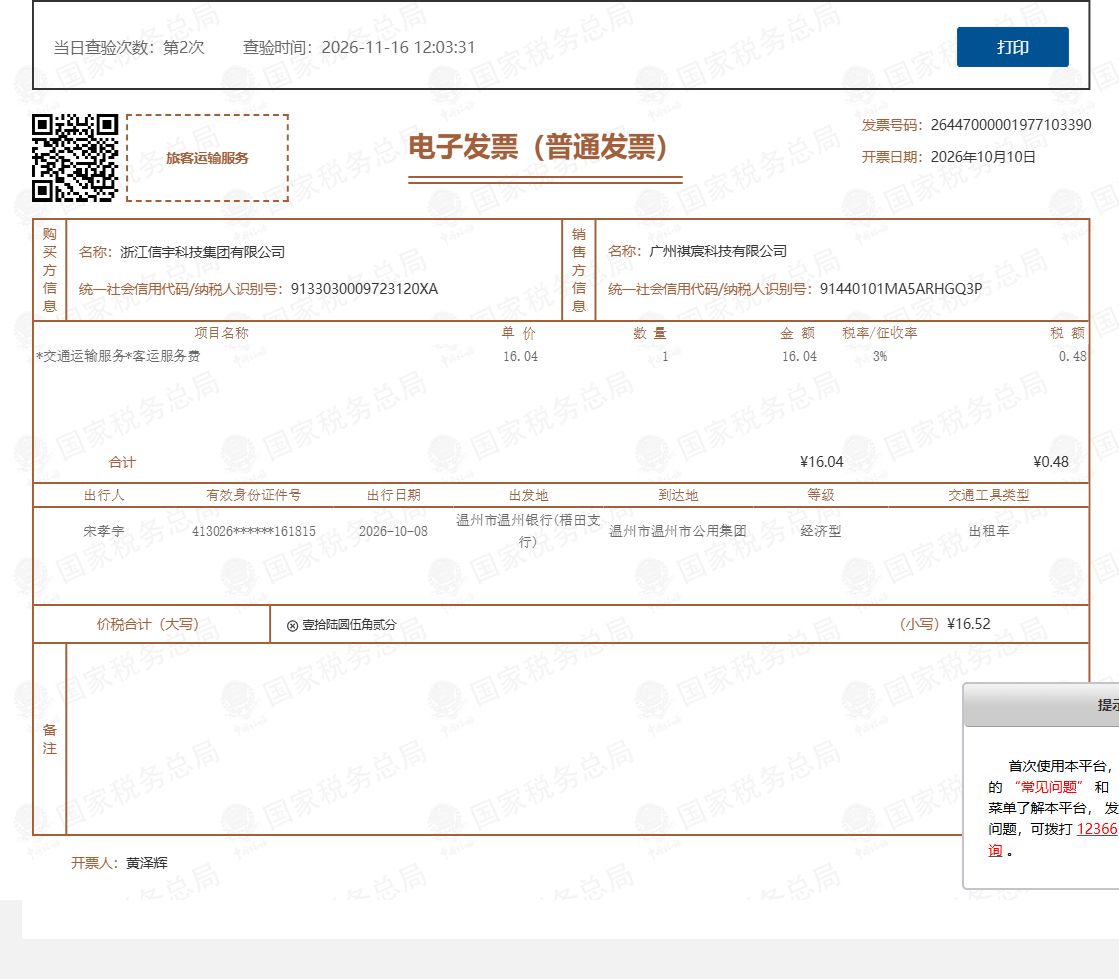 当日查验次数：第2次 查验时间：2026-11-16 12:03:31 打印
旅客运输服务
电子发票（普通发票）
发票号码：26447000001977103390
开票日期：2026年10月10日
购买方信息
名称：浙江信宇科技集团有限公司
统一社会信用代码/纳税人识别号：9133030009723120XA
销售方信息
名称：广州祺宸科技有限公司
统一社会信用代码/纳税人识别号：91440101MA5ARHGQ3P
项目名称 单 价 数 量 金 额 税率/征收率 税 额
*交通运输服务*客运服务费 16.04 1 16.04 3% 0.48
合计 ¥16.04 ¥0.48
出行人 有效身份证件号 出行日期 出发地 到达地 等级 交通工具类型
宋孝宇 413026******161815 2026-10-08 温州市温州银行(梧田支 温州市温州市公用集团 经济型 出租车
行)
价税合计（大写） ⊗ 壹拾陆圆伍角贰分 （小写）¥16.52
备注
提示
首次使用本平台，
的 “常见问题” 和
菜单了解本平台， 发
问题，可拨打 12366
询 。
开票人：黄泽辉
国家税务总局